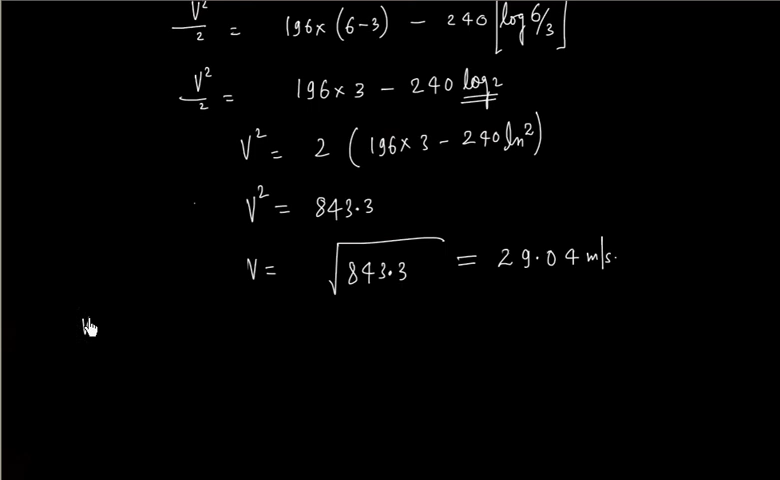 V²/2 = 196×(6-3) - 240 [log 6/3]
V²/2 = 196×3 - 240 log2
V² = 2 (196×3 - 240 ln²)
V² = 843.3
V = √843.3 = 29.04 m/s.